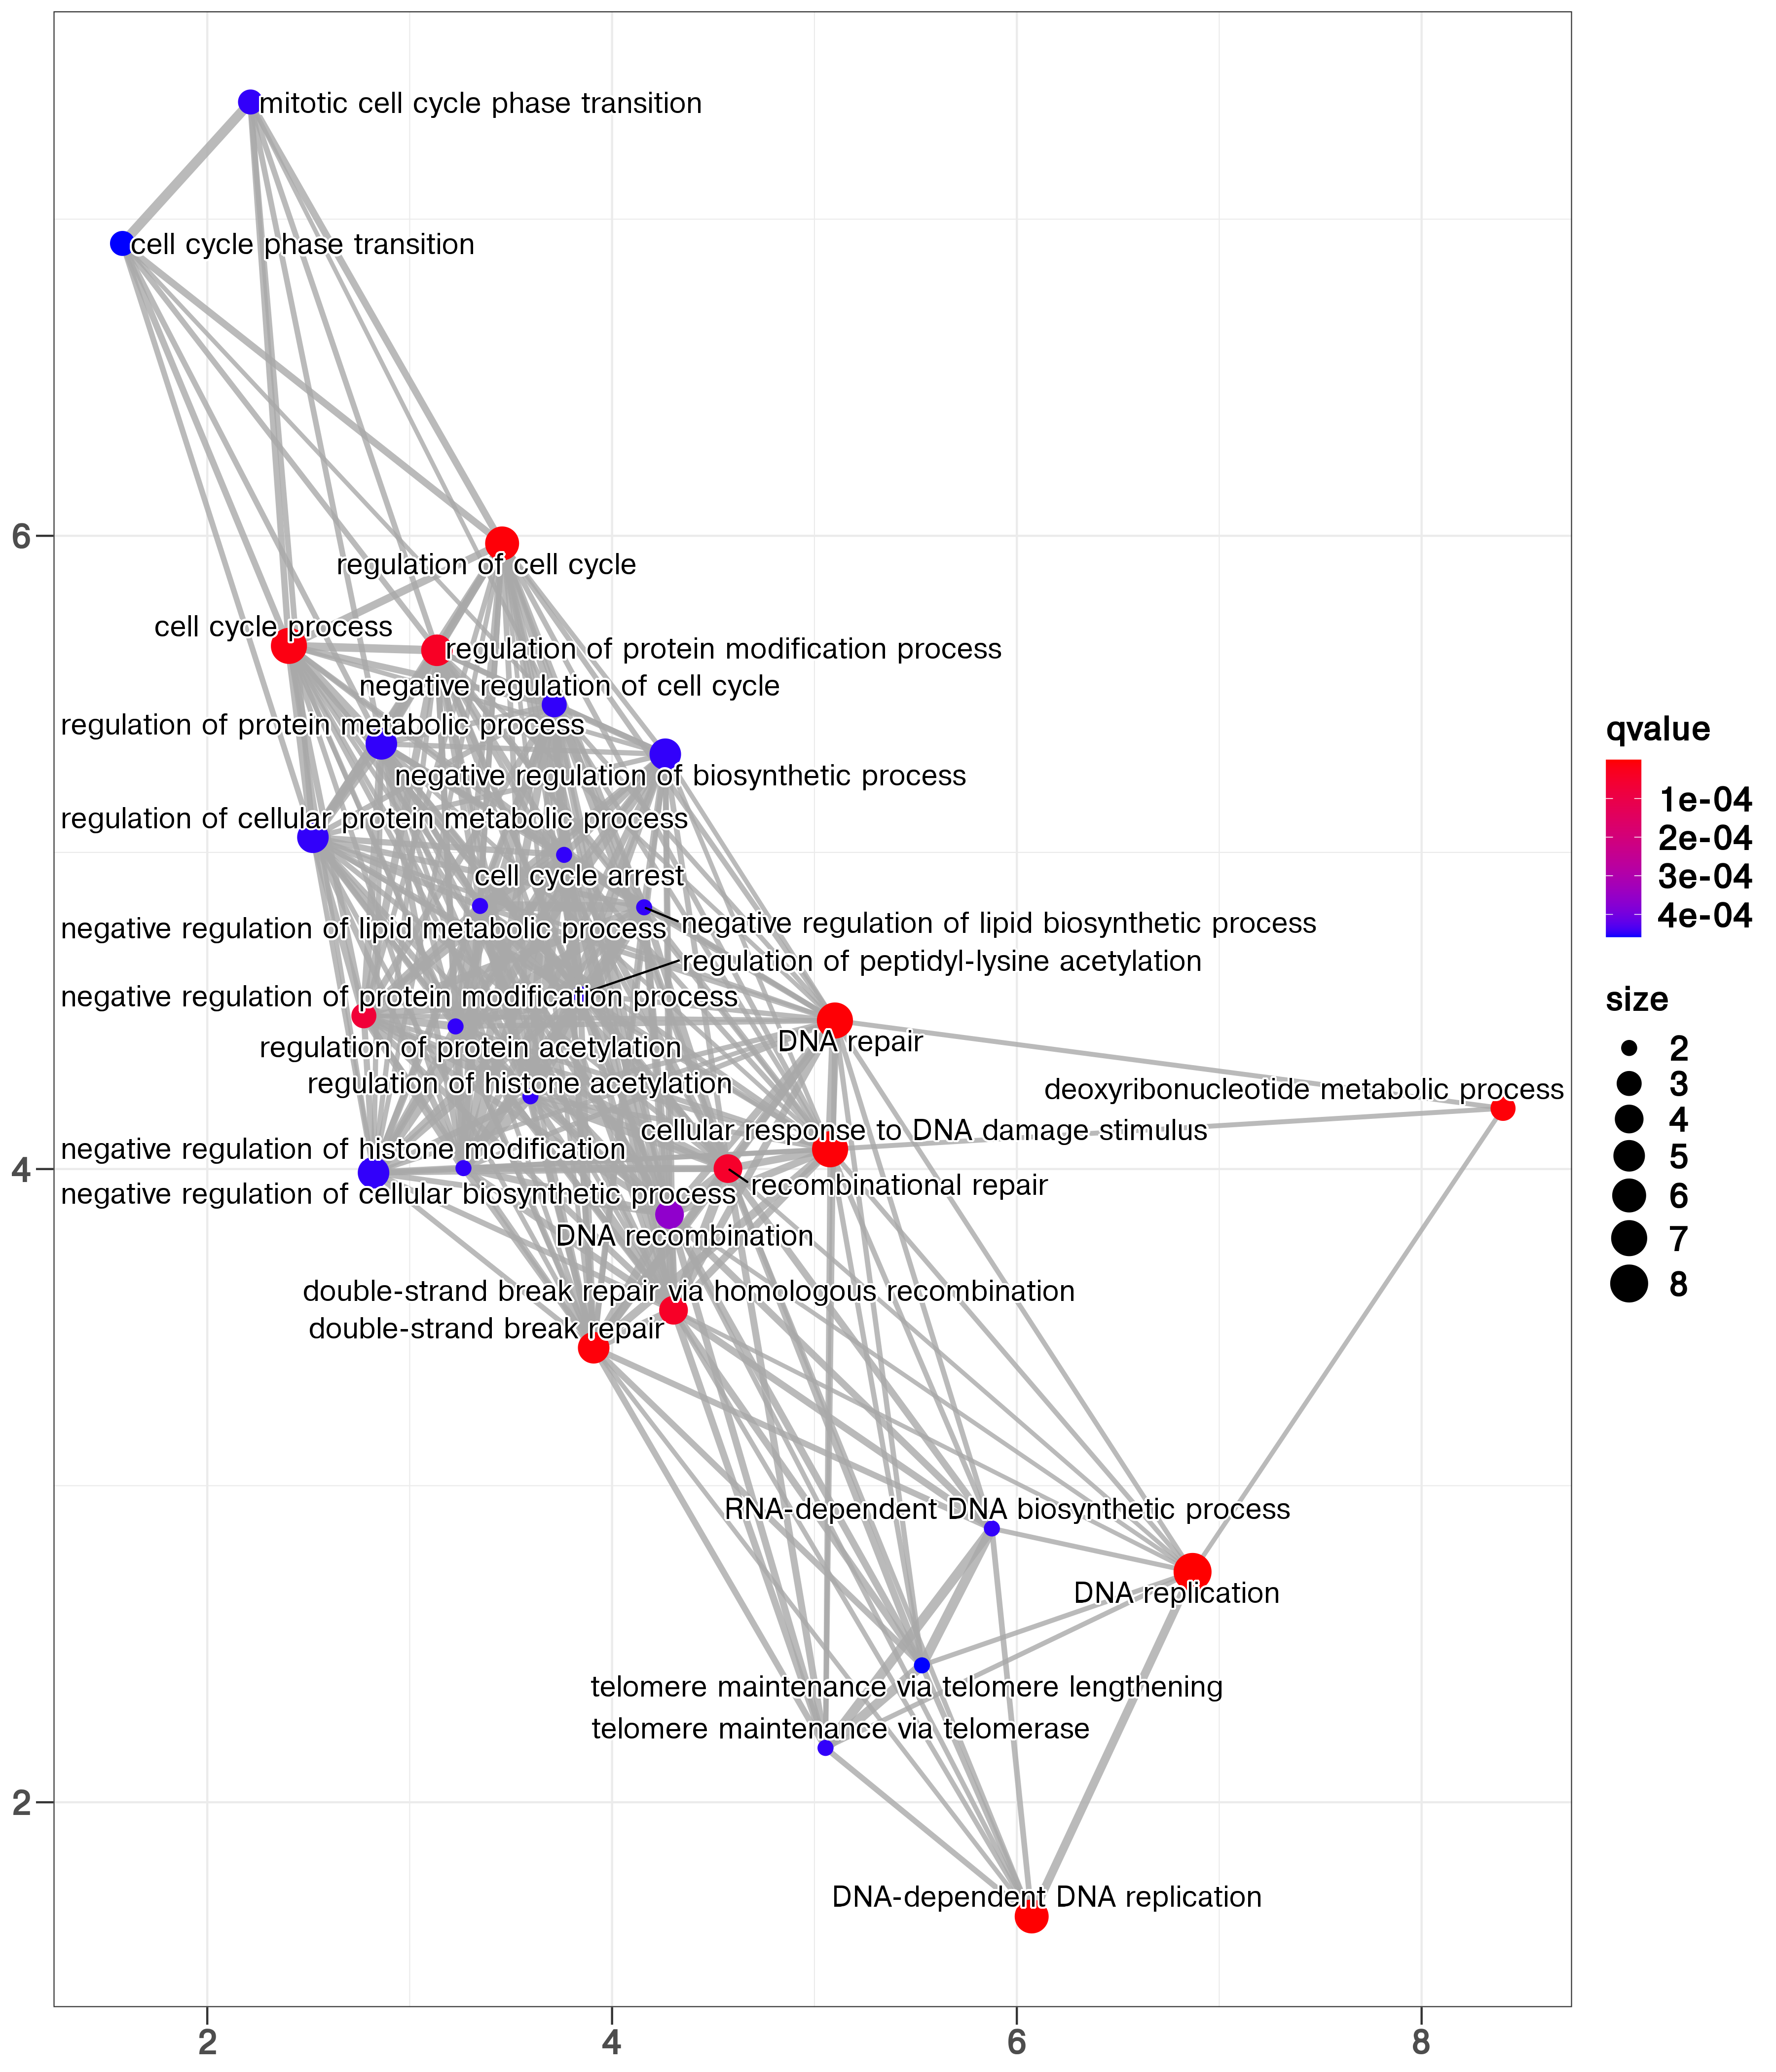 mitotic cell cycle phase transition
cell cycle phase transition
6
regulation of cell cycle
cell cycle process
regulation of protein modification process
negative regulation of cell cycle
regulation of protein metabolic process
negative regulation of biosynthetic process
regulation of cellular protein metabolic process
cell cycle arrest
negative regulation of lipid metabolic process
negative regulation of lipid biosynthetic process
regulation of peptidyl-lysine acetylation
negative regulation of protein modification process
DNA repair
regulation of protein acetylation
regulation of histone acetylation
deoxyribonucleotide metabolic process
cellular response to DNA damage stimulus
negative regulation of histone modification
4
recombinational repair
negative regulation of cellular biosynthetic process
DNA recombination
double-strand break repair via homologous recombination
double-strand break repair
RNA-dependent DNA biosynthetic process
DNA replication
telomere maintenance via telomere lengthening
telomere maintenance via telomerase
2
DNA-dependent DNA replication
2
4
6
8
qvalue
1e-04
2e-04
3e-04
4e-04
size
2
3
4
5
6
7
8